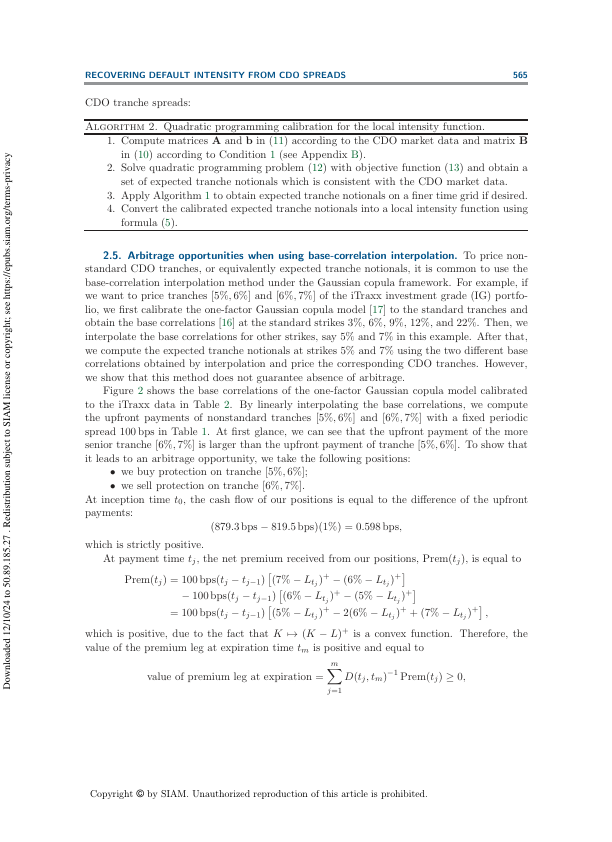 RECOVERING DEFAULT INTENSITY FROM CDO SPREADS 565
CDO tranche spreads:
ALGORITHM 2. Quadratic programming calibration for the local intensity function.
1. Compute matrices A and b in (11) according to the CDO market data and matrix B
in (10) according to Condition 1 (see Appendix B).
2. Solve quadratic programming problem (12) with objective function (13) and obtain a
set of expected tranche notionals which is consistent with the CDO market data.
3. Apply Algorithm 1 to obtain expected tranche notionals on a finer time grid if desired.
4. Convert the calibrated expected tranche notionals into a local intensity function using
formula (5).
2.5. Arbitrage opportunities when using base-correlation interpolation. To price non-
standard CDO tranches, or equivalently expected tranche notionals, it is common to use the
base-correlation interpolation method under the Gaussian copula framework. For example, if
we want to price tranches [5%, 6%] and [6%, 7%] of the iTraxx investment grade (IG) portfo-
lio, we first calibrate the one-factor Gaussian copula model [17] to the standard tranches and
obtain the base correlations [16] at the standard strikes 3%, 6%, 9%, 12%, and 22%. Then, we
interpolate the base correlations for other strikes, say 5% and 7% in this example. After that,
we compute the expected tranche notionals at strikes 5% and 7% using the two different base
correlations obtained by interpolation and price the corresponding CDO tranches. However,
we show that this method does not guarantee absence of arbitrage.
Figure 2 shows the base correlations of the one-factor Gaussian copula model calibrated
to the iTraxx data in Table 2. By linearly interpolating the base correlations, we compute
the upfront payments of nonstandard tranches [5%, 6%] and [6%, 7%] with a fixed periodic
spread 100 bps in Table 1. At first glance, we can see that the upfront payment of the more
senior tranche [6%, 7%] is larger than the upfront payment of tranche [5%, 6%]. To show that
it leads to an arbitrage opportunity, we take the following positions:
• we buy protection on tranche [5%, 6%];
• we sell protection on tranche [6%, 7%].
At inception time t_0, the cash flow of our positions is equal to the difference of the upfront
payments:
(879.3 bps − 819.5 bps)(1%) = 0.598 bps,
which is strictly positive.
At payment time t_j, the net premium received from our positions, Prem(t_j), is equal to
Prem(t_j) = 100 bps(t_j − t_{j−1}) [(7% − L_{t_j})^+ − (6% − L_{t_j})^+]
− 100 bps(t_j − t_{j−1}) [(6% − L_{t_j})^+ − (5% − L_{t_j})^+]
= 100 bps(t_j − t_{j−1}) [(5% − L_{t_j})^+ − 2(6% − L_{t_j})^+ + (7% − L_{t_j})^+] ,
which is positive, due to the fact that K ↦ (K − L)^+ is a convex function. Therefore, the
value of the premium leg at expiration time t_m is positive and equal to
value of premium leg at expiration = ∑_{j=1}^{m} D(t_j, t_m)^{−1} Prem(t_j) ≥ 0,
Copyright © by SIAM. Unauthorized reproduction of this article is prohibited.
Downloaded 12/10/24 to 50.89.185.27 . Redistribution subject to SIAM license or copyright; see https://epubs.siam.org/terms-privacy